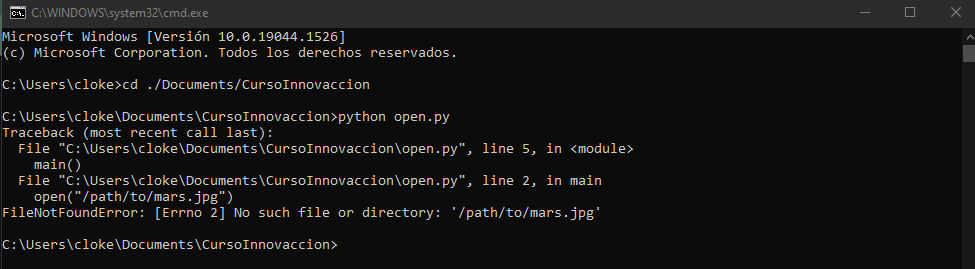 C:\WINDOWS\system32\cmd.exe
Microsoft Windows [Versión 10.0.19044.1526]
(c) Microsoft Corporation. Todos los derechos reservados.
C:\Users\cloke>cd ./Documents/CursoInnovaccion
C:\Users\cloke\Documents\CursoInnovaccion>python open.py
Traceback (most recent call last):
  File "C:\Users\cloke\Documents\CursoInnovaccion\open.py", line 5, in <module>
    main()
  File "C:\Users\cloke\Documents\CursoInnovaccion\open.py", line 2, in main
    open("/path/to/mars.jpg")
FileNotFoundError: [Errno 2] No such file or directory: '/path/to/mars.jpg'
C:\Users\cloke\Documents\CursoInnovaccion>